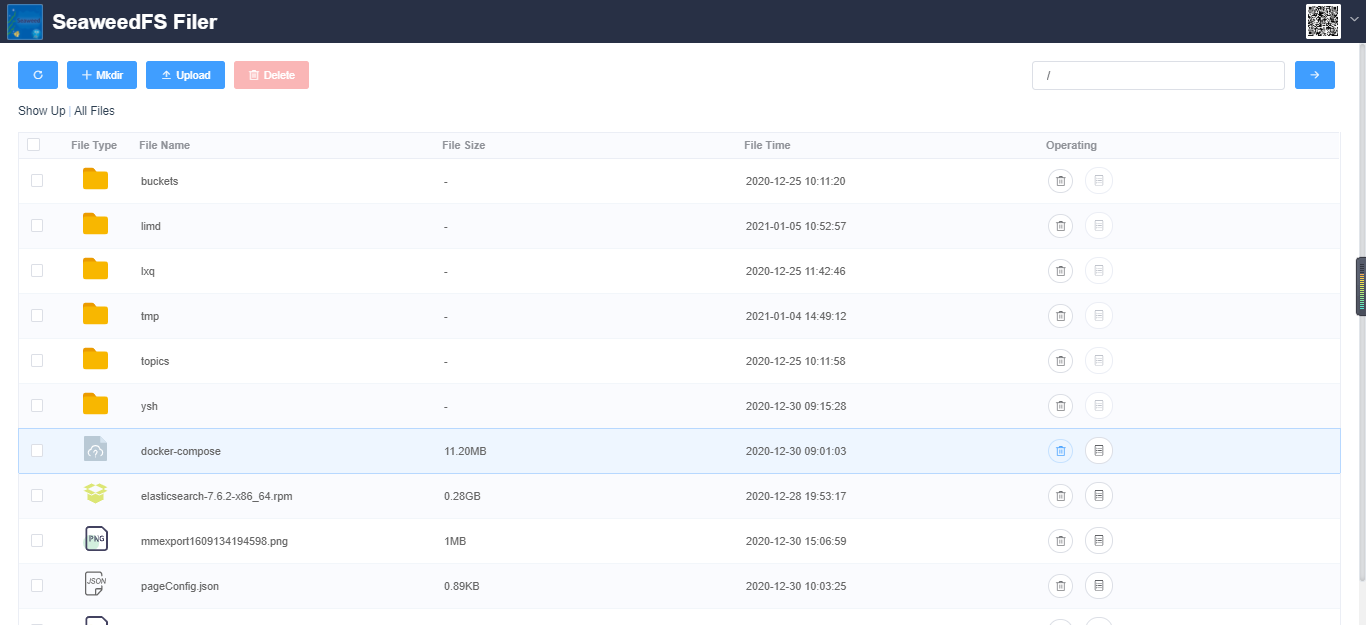 SeaweedFS Filer
Mkdir Upload Delete /
Show Up | All Files
File Type File Name File Size File Time Operating
buckets - 2020-12-25 10:11:20
limd - 2021-01-05 10:52:57
lxq - 2020-12-25 11:42:46
tmp - 2021-01-04 14:49:12
topics - 2020-12-25 10:11:58
ysh - 2020-12-30 09:15:28
docker-compose 11.20MB 2020-12-30 09:01:03
elasticsearch-7.6.2-x86_64.rpm 0.28GB 2020-12-28 19:53:17
PNG mmexport1609134194598.png 1MB 2020-12-30 15:06:59
JSON pageConfig.json 0.89KB 2020-12-30 10:03:25